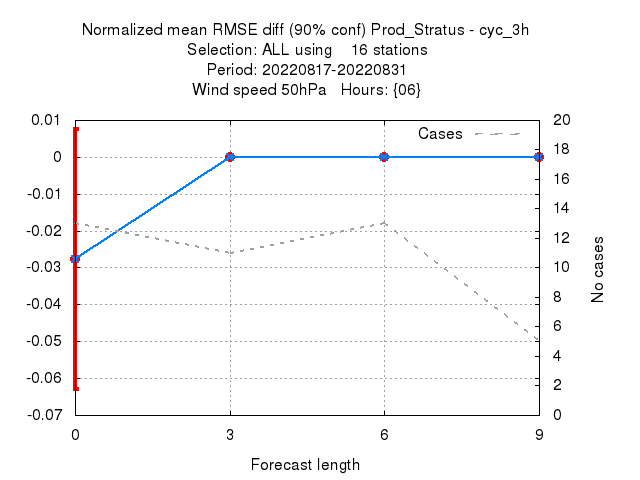 Normalized mean RMSE diff (90% conf) Prod_Stratus - cyc_3h
Selection: ALL using 16 stations
Period: 20220817-20220831
Wind speed 50hPa Hours: {06}
Cases
0.01
0
-0.01
-0.02
-0.03
-0.04
-0.05
-0.06
-0.07
20
18
16
14
12
10
8
6
4
2
0
No cases
0 3 6 9
Forecast length